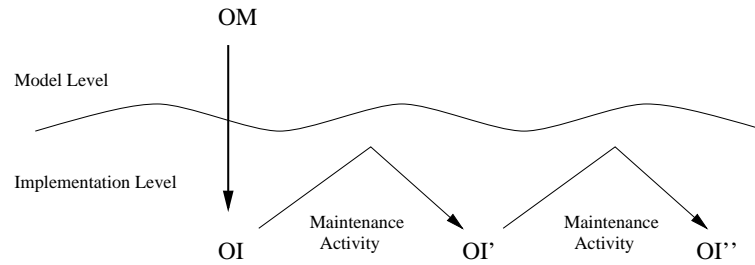 OM
Model Level
Implementation Level
Maintenance
Activity
Maintenance
Activity
OI
OI'
OI''